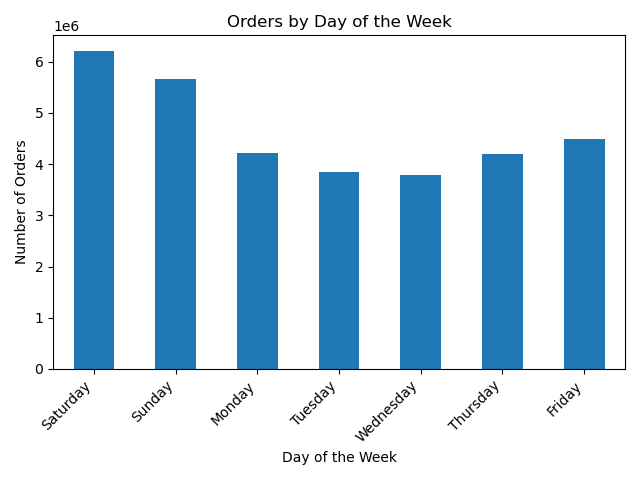 Orders by Day of the Week
1e6
6
5
4
3
2
1
0
Number of Orders
Saturday
Sunday
Monday
Tuesday
Wednesday
Thursday
Friday
Day of the Week